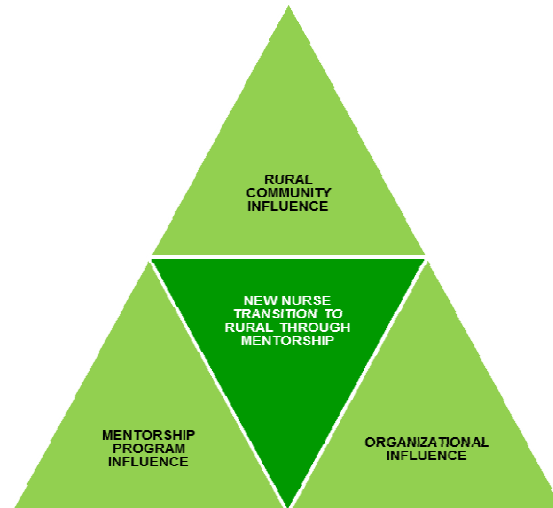 RURAL
COMMUNITY
INFLUENCE
NEW NURSE
TRANSITION TO
RURAL THROUGH
MENTORSHIP
MENTORSHIP
PROGRAM
INFLUENCE
ORGANIZATIONAL
INFLUENCE